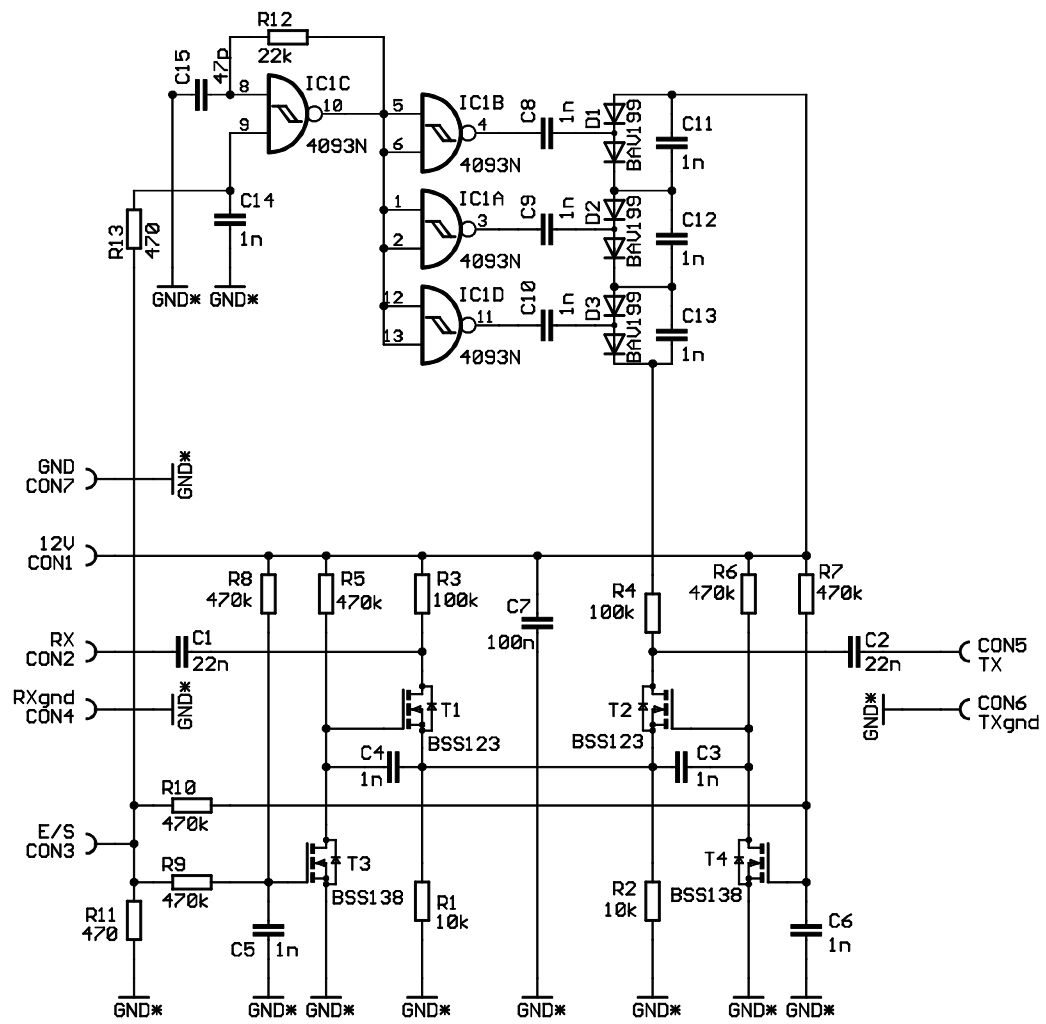 R12
22k
C15
47p
8
9
IC1C
10
4093N
5
6
IC1B
4
4093N
C8
1n
D1
BAV199
C11
1n
1
2
IC1A
3
4093N
C9
1n
D2
BAV199
C12
1n
12
13
IC1D
11
4093N
C10
1n
D3
BAV199
C13
1n
R13
470
C14
1n
GND*
GND*
GND
CON7
GND*
12V
CON1
R8
470k
R5
470k
R3
100k
C7
100n
R4
100k
R6
470k
R7
470k
RX
CON2
C1
22n
C2
22n
CON5
TX
RXgnd
CON4
GND*
T1
BSS123
T2
BSS123
GND*
CON6
TXgnd
C4
1n
C3
1n
R10
470k
E/S
CON3
R9
470k
T3
BSS138
T4
BSS138
R11
470
C5
1n
R1
10k
R2
10k
C6
1n
GND*
GND*
GND*
GND*
GND*
GND*
GND*
GND*